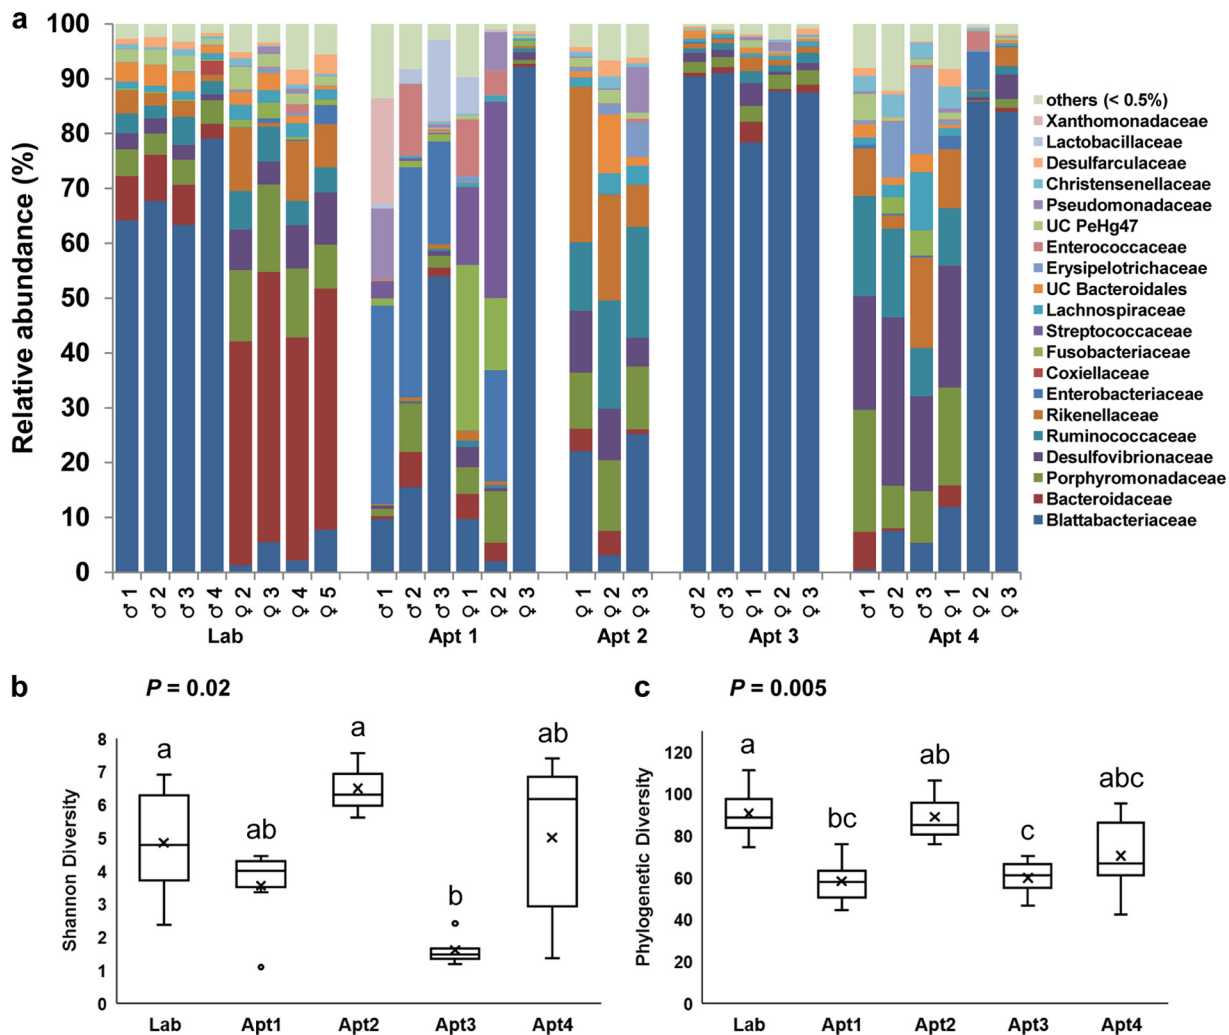 a
Relative abundance (%)
100
90
80
70
60
50
40
30
20
10
0
others (< 0.5%)
Xanthomonadaceae
Lactobacillaceae
Desulfarculaceae
Christensenellaceae
Pseudomonadaceae
UC PeHg47
Enterococcaceae
Erysipelotrichaceae
UC Bacteroidales
Lachnospiraceae
Streptococcaceae
Fusobacteriaceae
Coxiellaceae
Enterobacteriaceae
Rikenellaceae
Ruminococcaceae
Desulfovibrionaceae
Porphyromonadaceae
Bacteroidaceae
Blattabacteriaceae
♂ 1 ♂ 2 ♂ 3 ♂ 4 ♀ 2 ♀ 3 ♀ 4 ♀ 5 ♂ 1 ♂ 2 ♂ 3 ♀ 1 ♀ 2 ♀ 3 ♀ 1 ♀ 2 ♀ 3 ♂ 2 ♂ 3 ♀ 1 ♀ 2 ♀ 3 ♂ 1 ♂ 2 ♂ 3 ♀ 1 ♀ 2 ♀ 3
Lab Apt 1 Apt 2 Apt 3 Apt 4
b P = 0.02
Shannon Diversity
8
7
6
5
4
3
2
1
0
a ab a b ab
Lab Apt1 Apt2 Apt3 Apt4
c P = 0.005
Phylogenetic Diversity
120
100
80
60
40
20
0
a bc ab c abc
Lab Apt1 Apt2 Apt3 Apt4